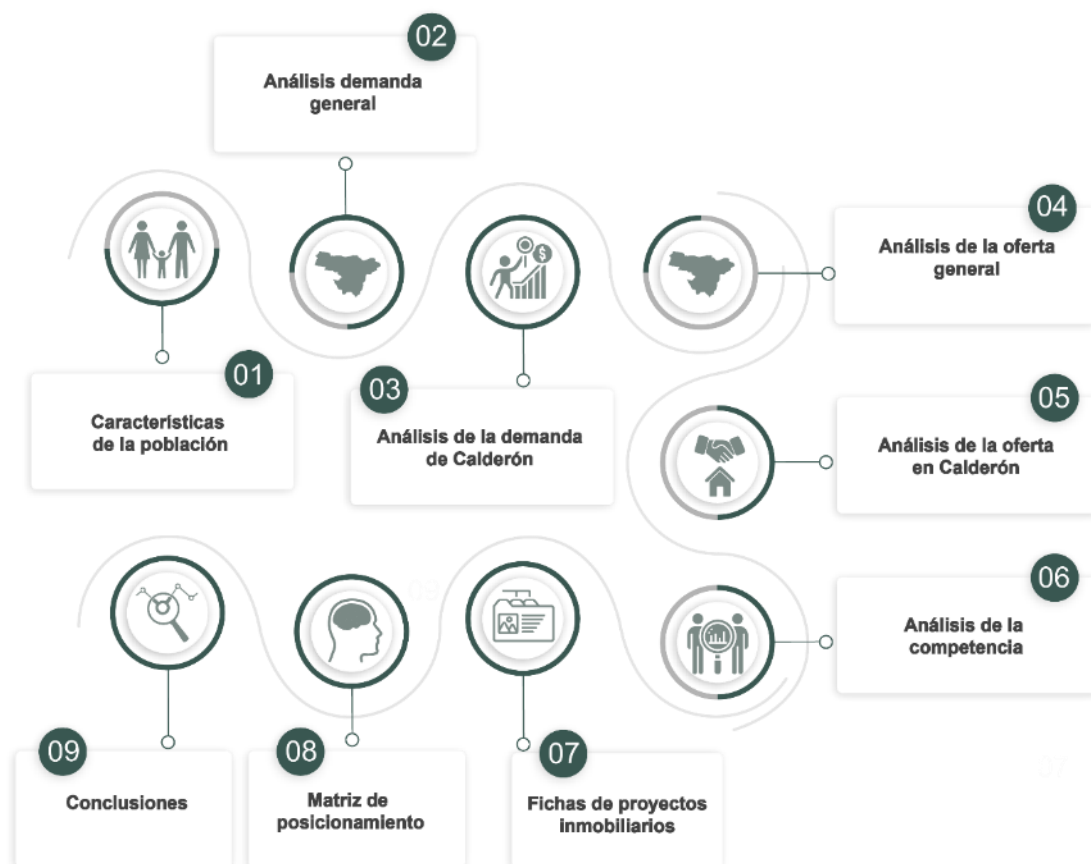 01
Características
de la población
02
Análisis demanda
general
03
Análisis de la demanda
de Calderón
04
Análisis de la oferta
general
05
Análisis de la oferta
en Calderón
06
Análisis de la
competencia
07
Fichas de proyectos
inmobiliarios
08
Matriz de
posicionamiento
09
Conclusiones
$